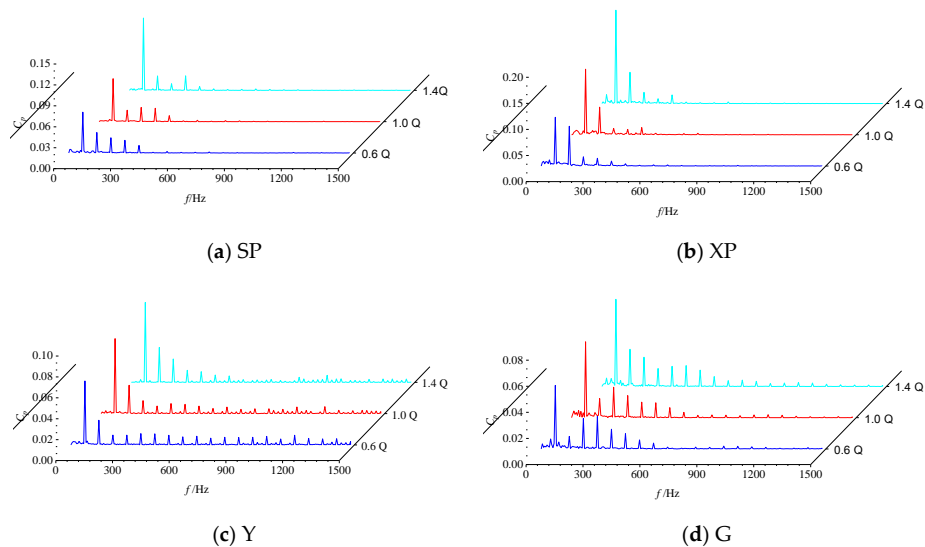 0.15
0.12
0.09
0.06
0.03
0.00
Cₚ
0
300
600
900
1200
1500
f/Hz
0.6 Q
1.0 Q
1.4 Q
(a) SP
0.20
0.15
0.10
0.05
0.00
Cₚ
0
300
600
900
1200
1500
f/Hz
0.6 Q
1.0 Q
1.4 Q
(b) XP
0.10
0.08
0.06
0.04
0.02
0.00
Cₚ
0
300
600
900
1200
1500
f /Hz
0.6 Q
1.0 Q
1.4 Q
(c) Y
0.08
0.06
0.04
0.02
0.00
Cₚ
0
300
600
900
1200
1500
f /Hz
0.6 Q
1.0 Q
1.4 Q
(d) G